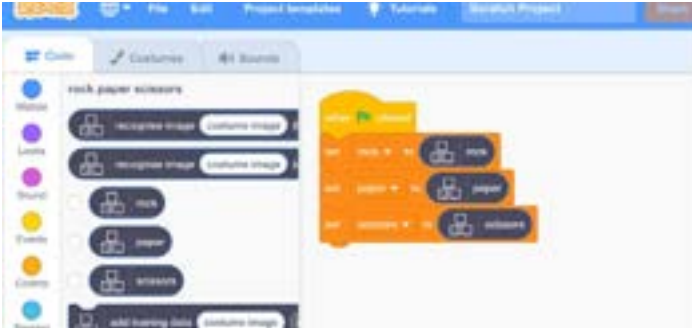 SCRATCH File Edit Project templates Tutorials Scratch Project
Code Costumes Sounds
rock paper scissors
Motion
recognise image costume image
Looks
recognise image costume image
Sound
rock
Events
paper
Control
scissors
add training data costume image
when clicked
set rock to rock
set paper to paper
set scissors to scissors